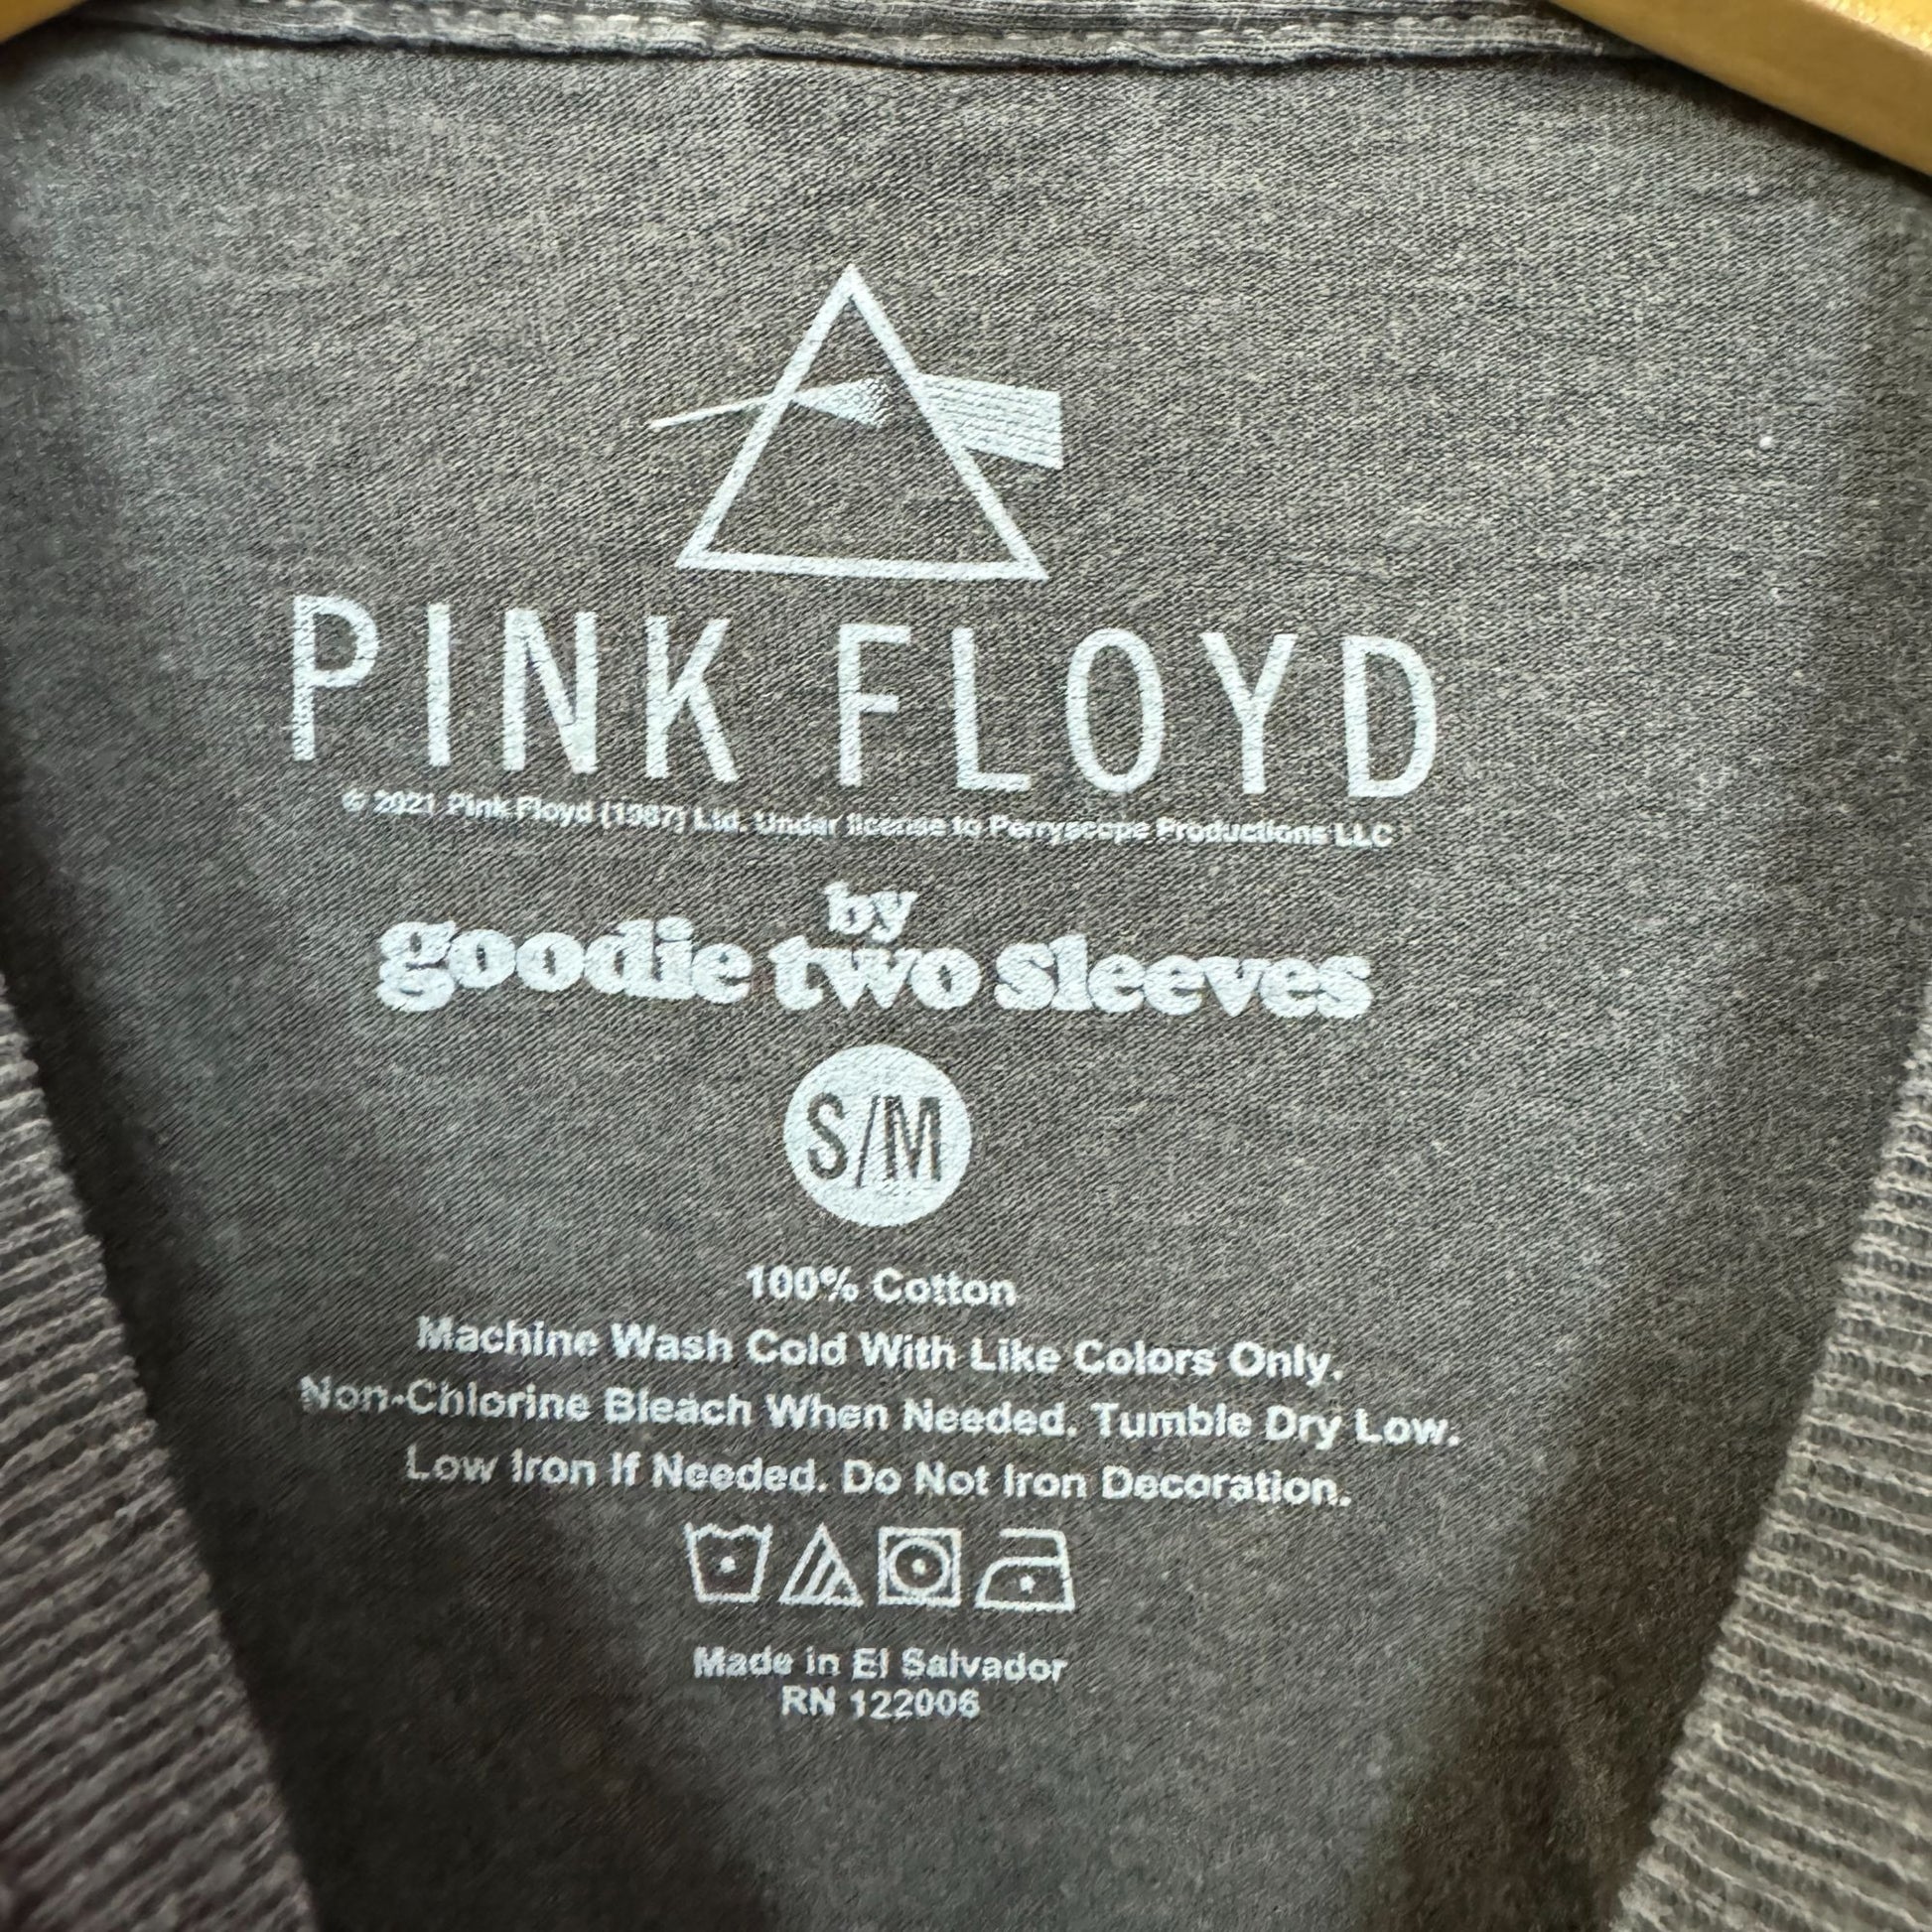 PINK FLOYD
© 2021 Pink Floyd (1987) Ltd. Under license to Perryscope Productions LLC
by
goodie two sleeves
S/M
100% Cotton
Machine Wash Cold With Like Colors Only.
Non-Chlorine Bleach When Needed. Tumble Dry Low.
Low Iron If Needed. Do Not Iron Decoration.
Made in El Salvador
RN 122006